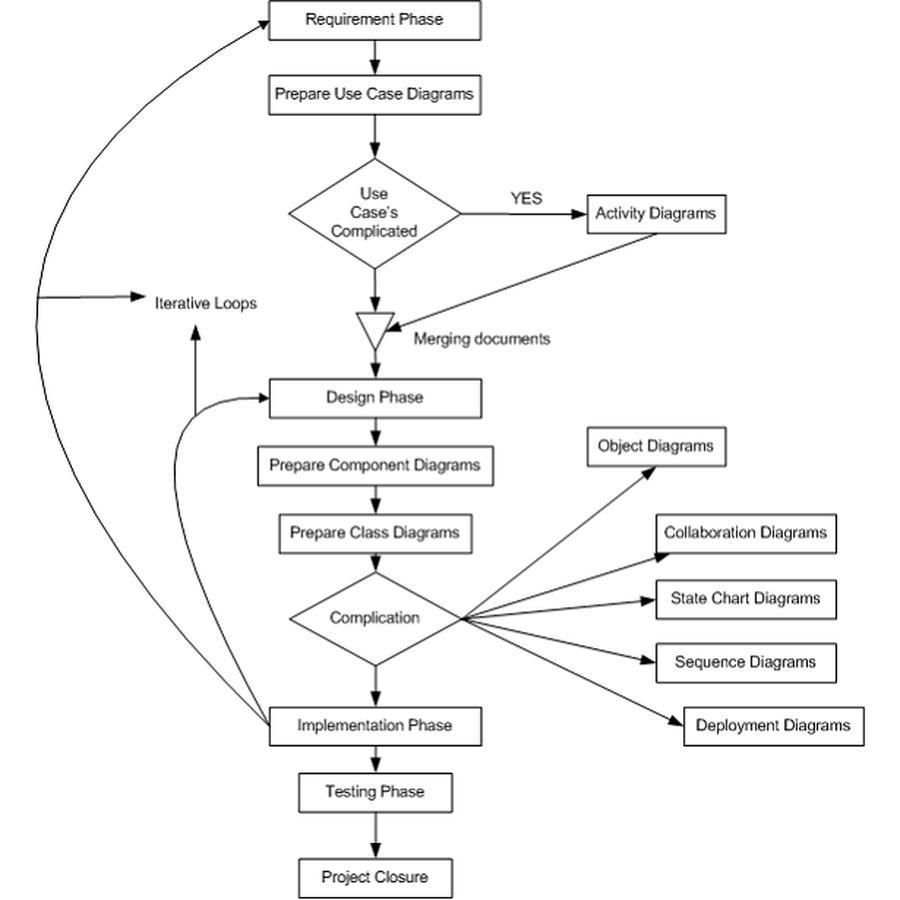 Requirement Phase
Prepare Use Case Diagrams
Use
Case's
Complicated
YES
Activity Diagrams
Iterative Loops
Merging documents
Design Phase
Object Diagrams
Prepare Component Diagrams
Prepare Class Diagrams
Collaboration Diagrams
State Chart Diagrams
Complication
Sequence Diagrams
Implementation Phase
Deployment Diagrams
Testing Phase
Project Closure